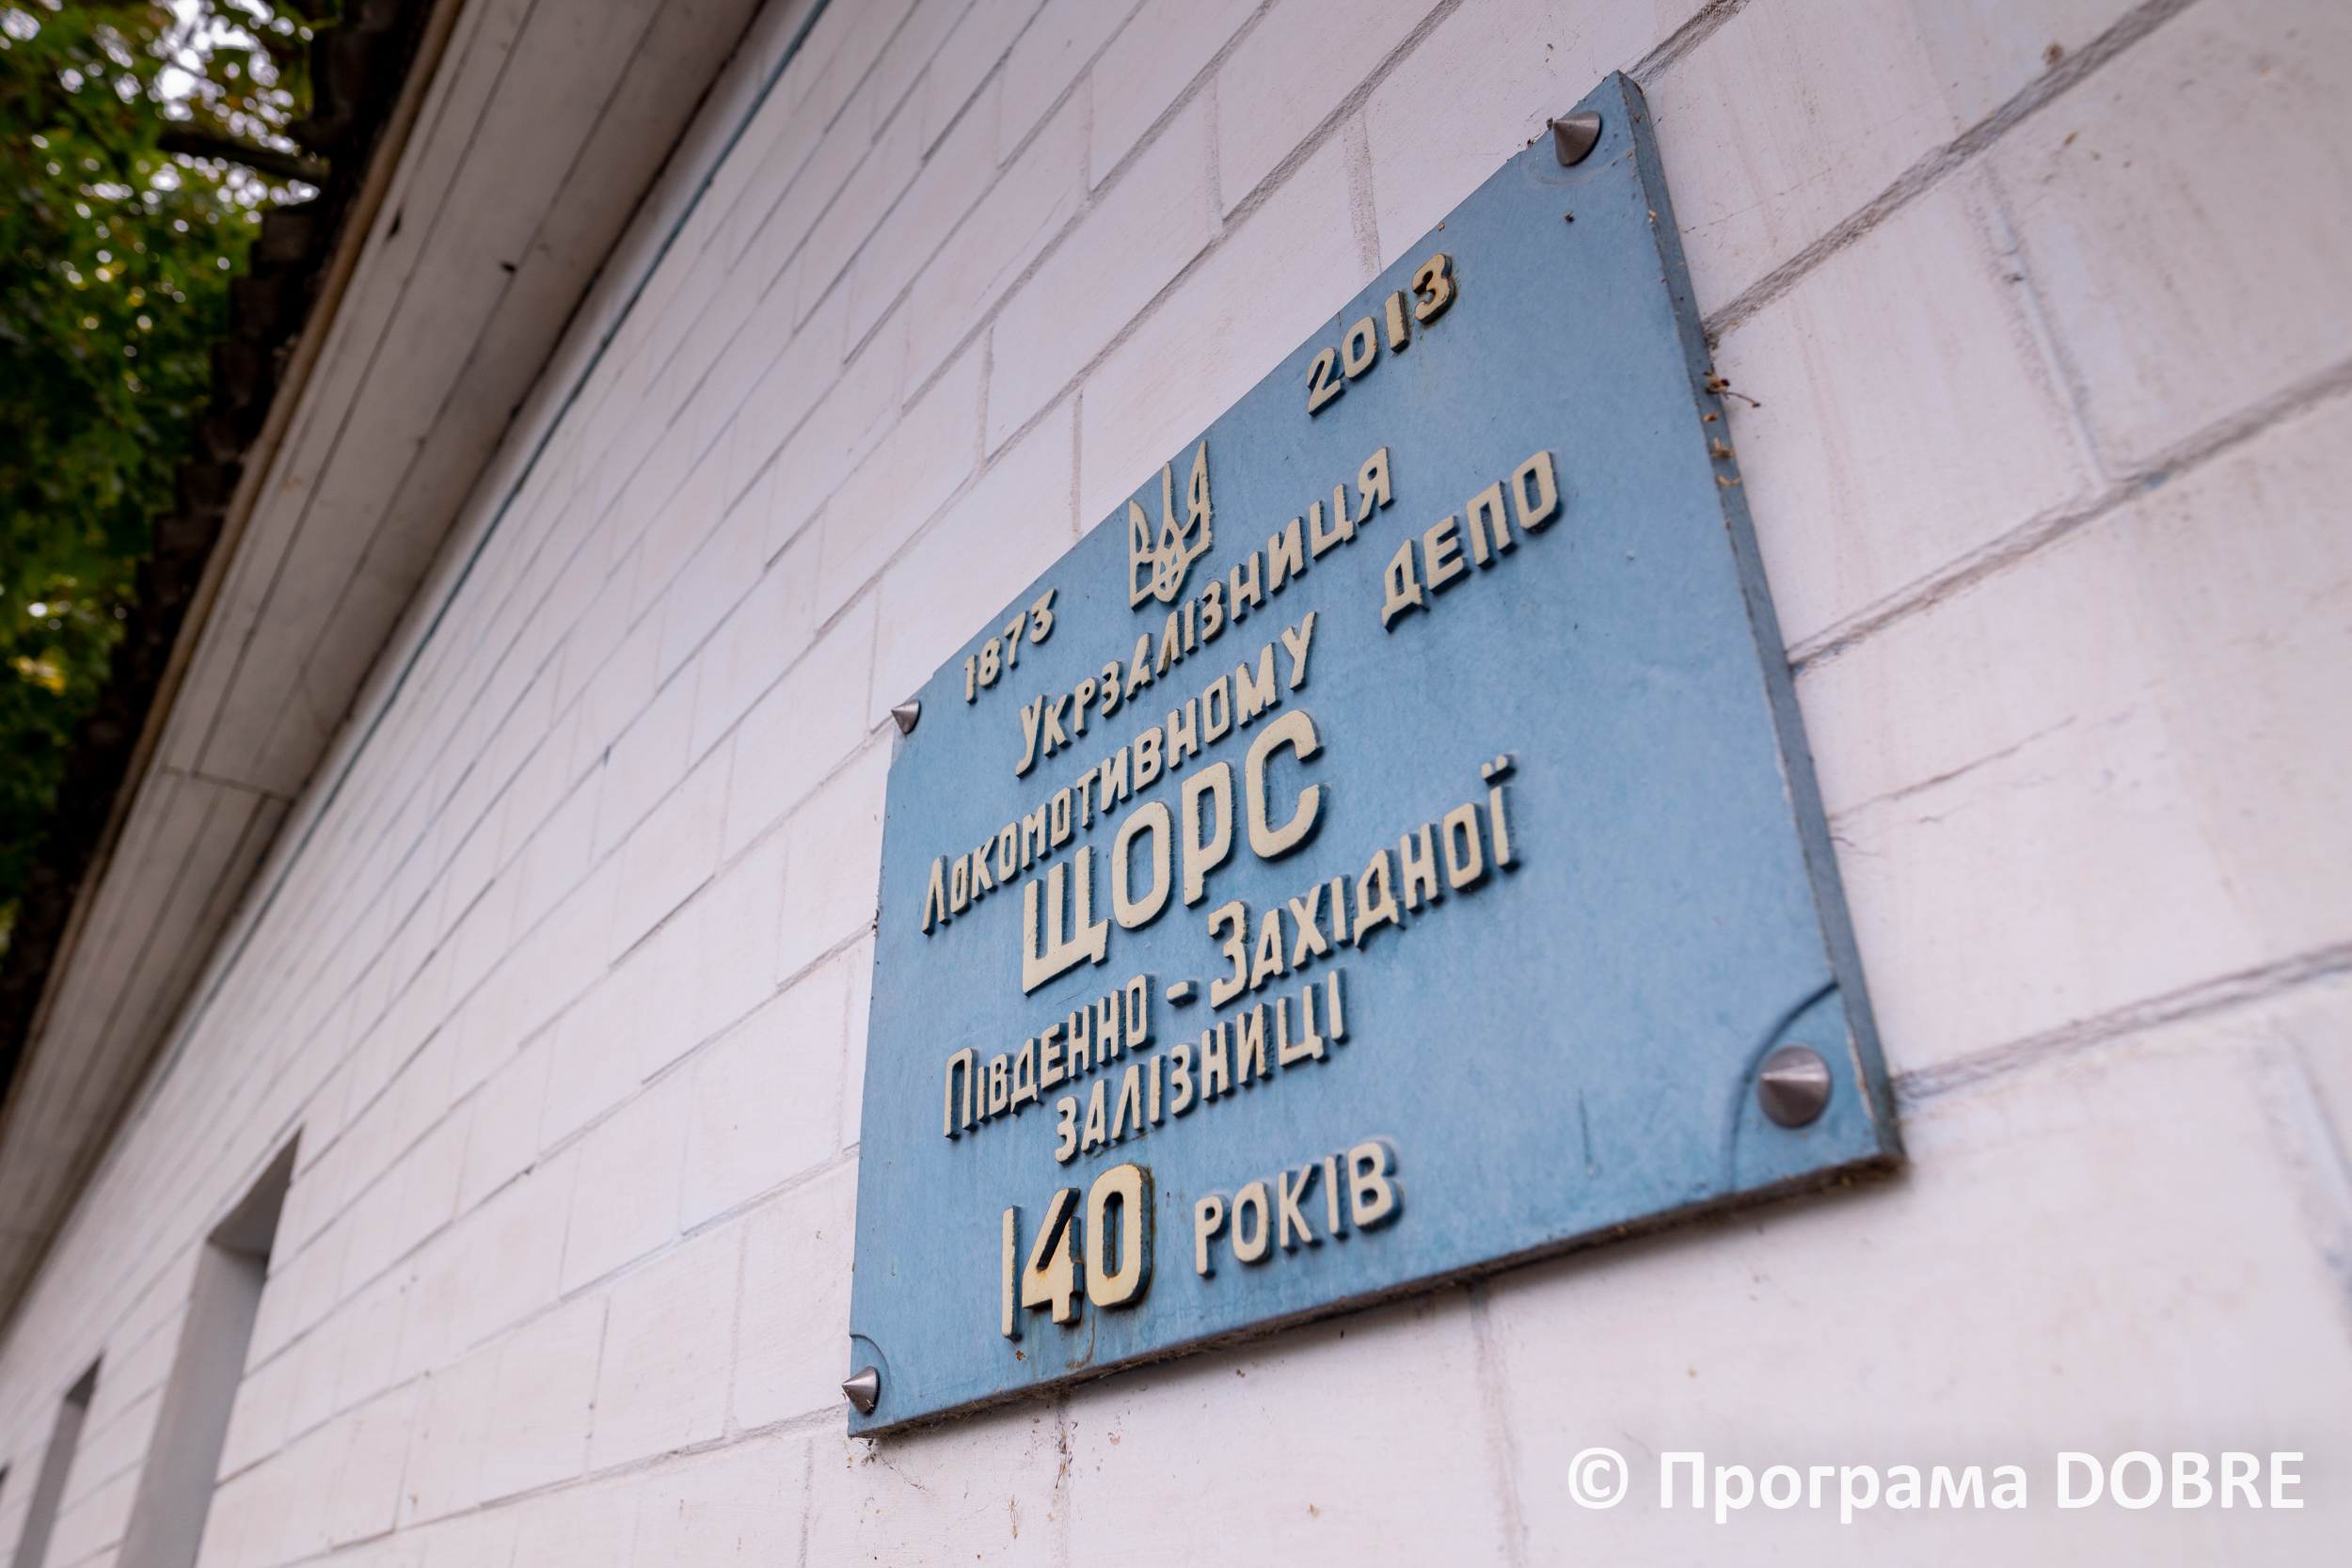 1873 2013
Укрзалізниця
Локомотивному депо
ЩОРС
Південно - Західної
залізниці
140 РОКІВ
© Програма DOBRE